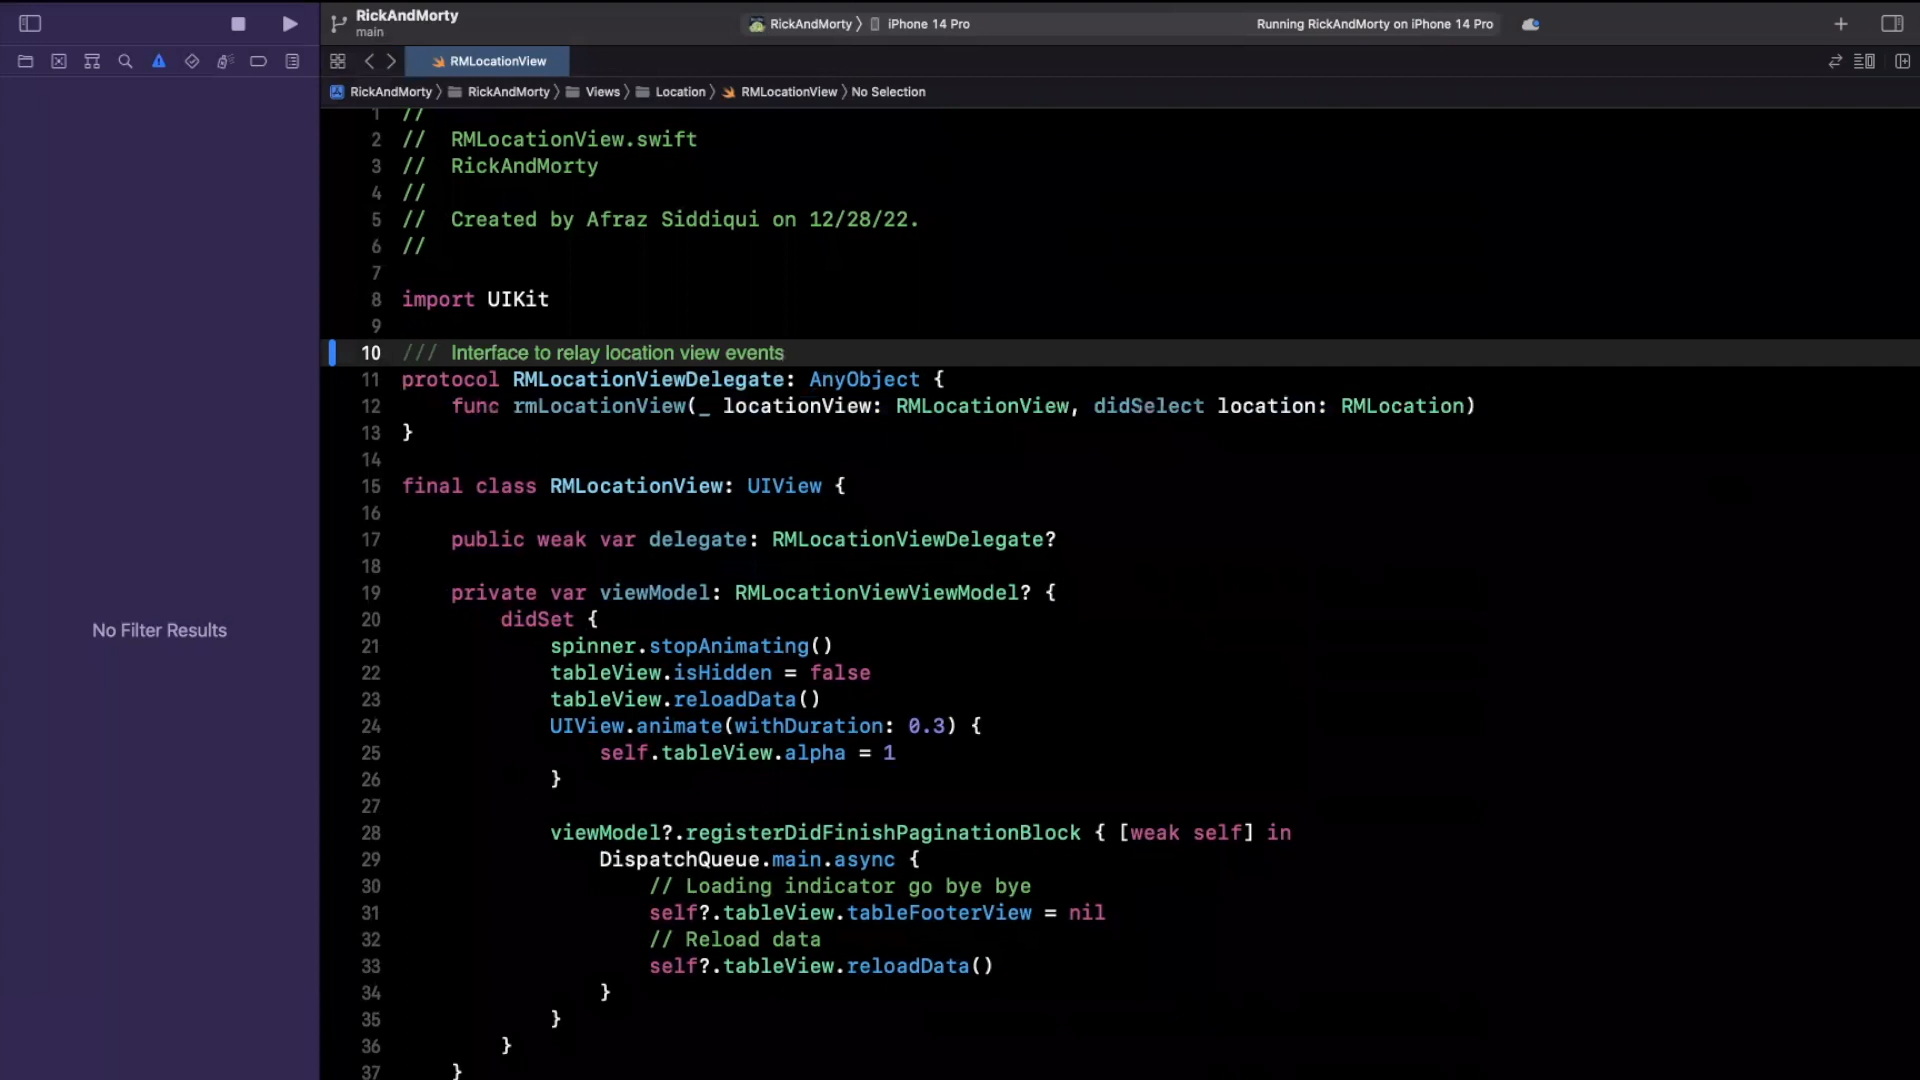 RickAndMorty
main
RickAndMorty 〉 iPhone 14 Pro
Running RickAndMorty on iPhone 14 Pro
RMLocationView
RickAndMorty 〉 RickAndMorty 〉 Views 〉 Location 〉 RMLocationView 〉 No Selection
No Filter Results
1 //
2 //  RMLocationView.swift
3 //  RickAndMorty
4 //
5 //  Created by Afraz Siddiqui on 12/28/22.
6 //
7
8 import UIKit
9
10 /// Interface to relay location view events
11 protocol RMLocationViewDelegate: AnyObject {
12     func rmLocationView(_ locationView: RMLocationView, didSelect location: RMLocation)
13 }
14
15 final class RMLocationView: UIView {
16
17     public weak var delegate: RMLocationViewDelegate?
18
19     private var viewModel: RMLocationViewViewModel? {
20         didSet {
21             spinner.stopAnimating()
22             tableView.isHidden = false
23             tableView.reloadData()
24             UIView.animate(withDuration: 0.3) {
25                 self.tableView.alpha = 1
26             }
27
28             viewModel?.registerDidFinishPaginationBlock { [weak self] in
29                 DispatchQueue.main.async {
30                     // Loading indicator go bye bye
31                     self?.tableView.tableFooterView = nil
32                     // Reload data
33                     self?.tableView.reloadData()
34                 }
35             }
36         }
37     }